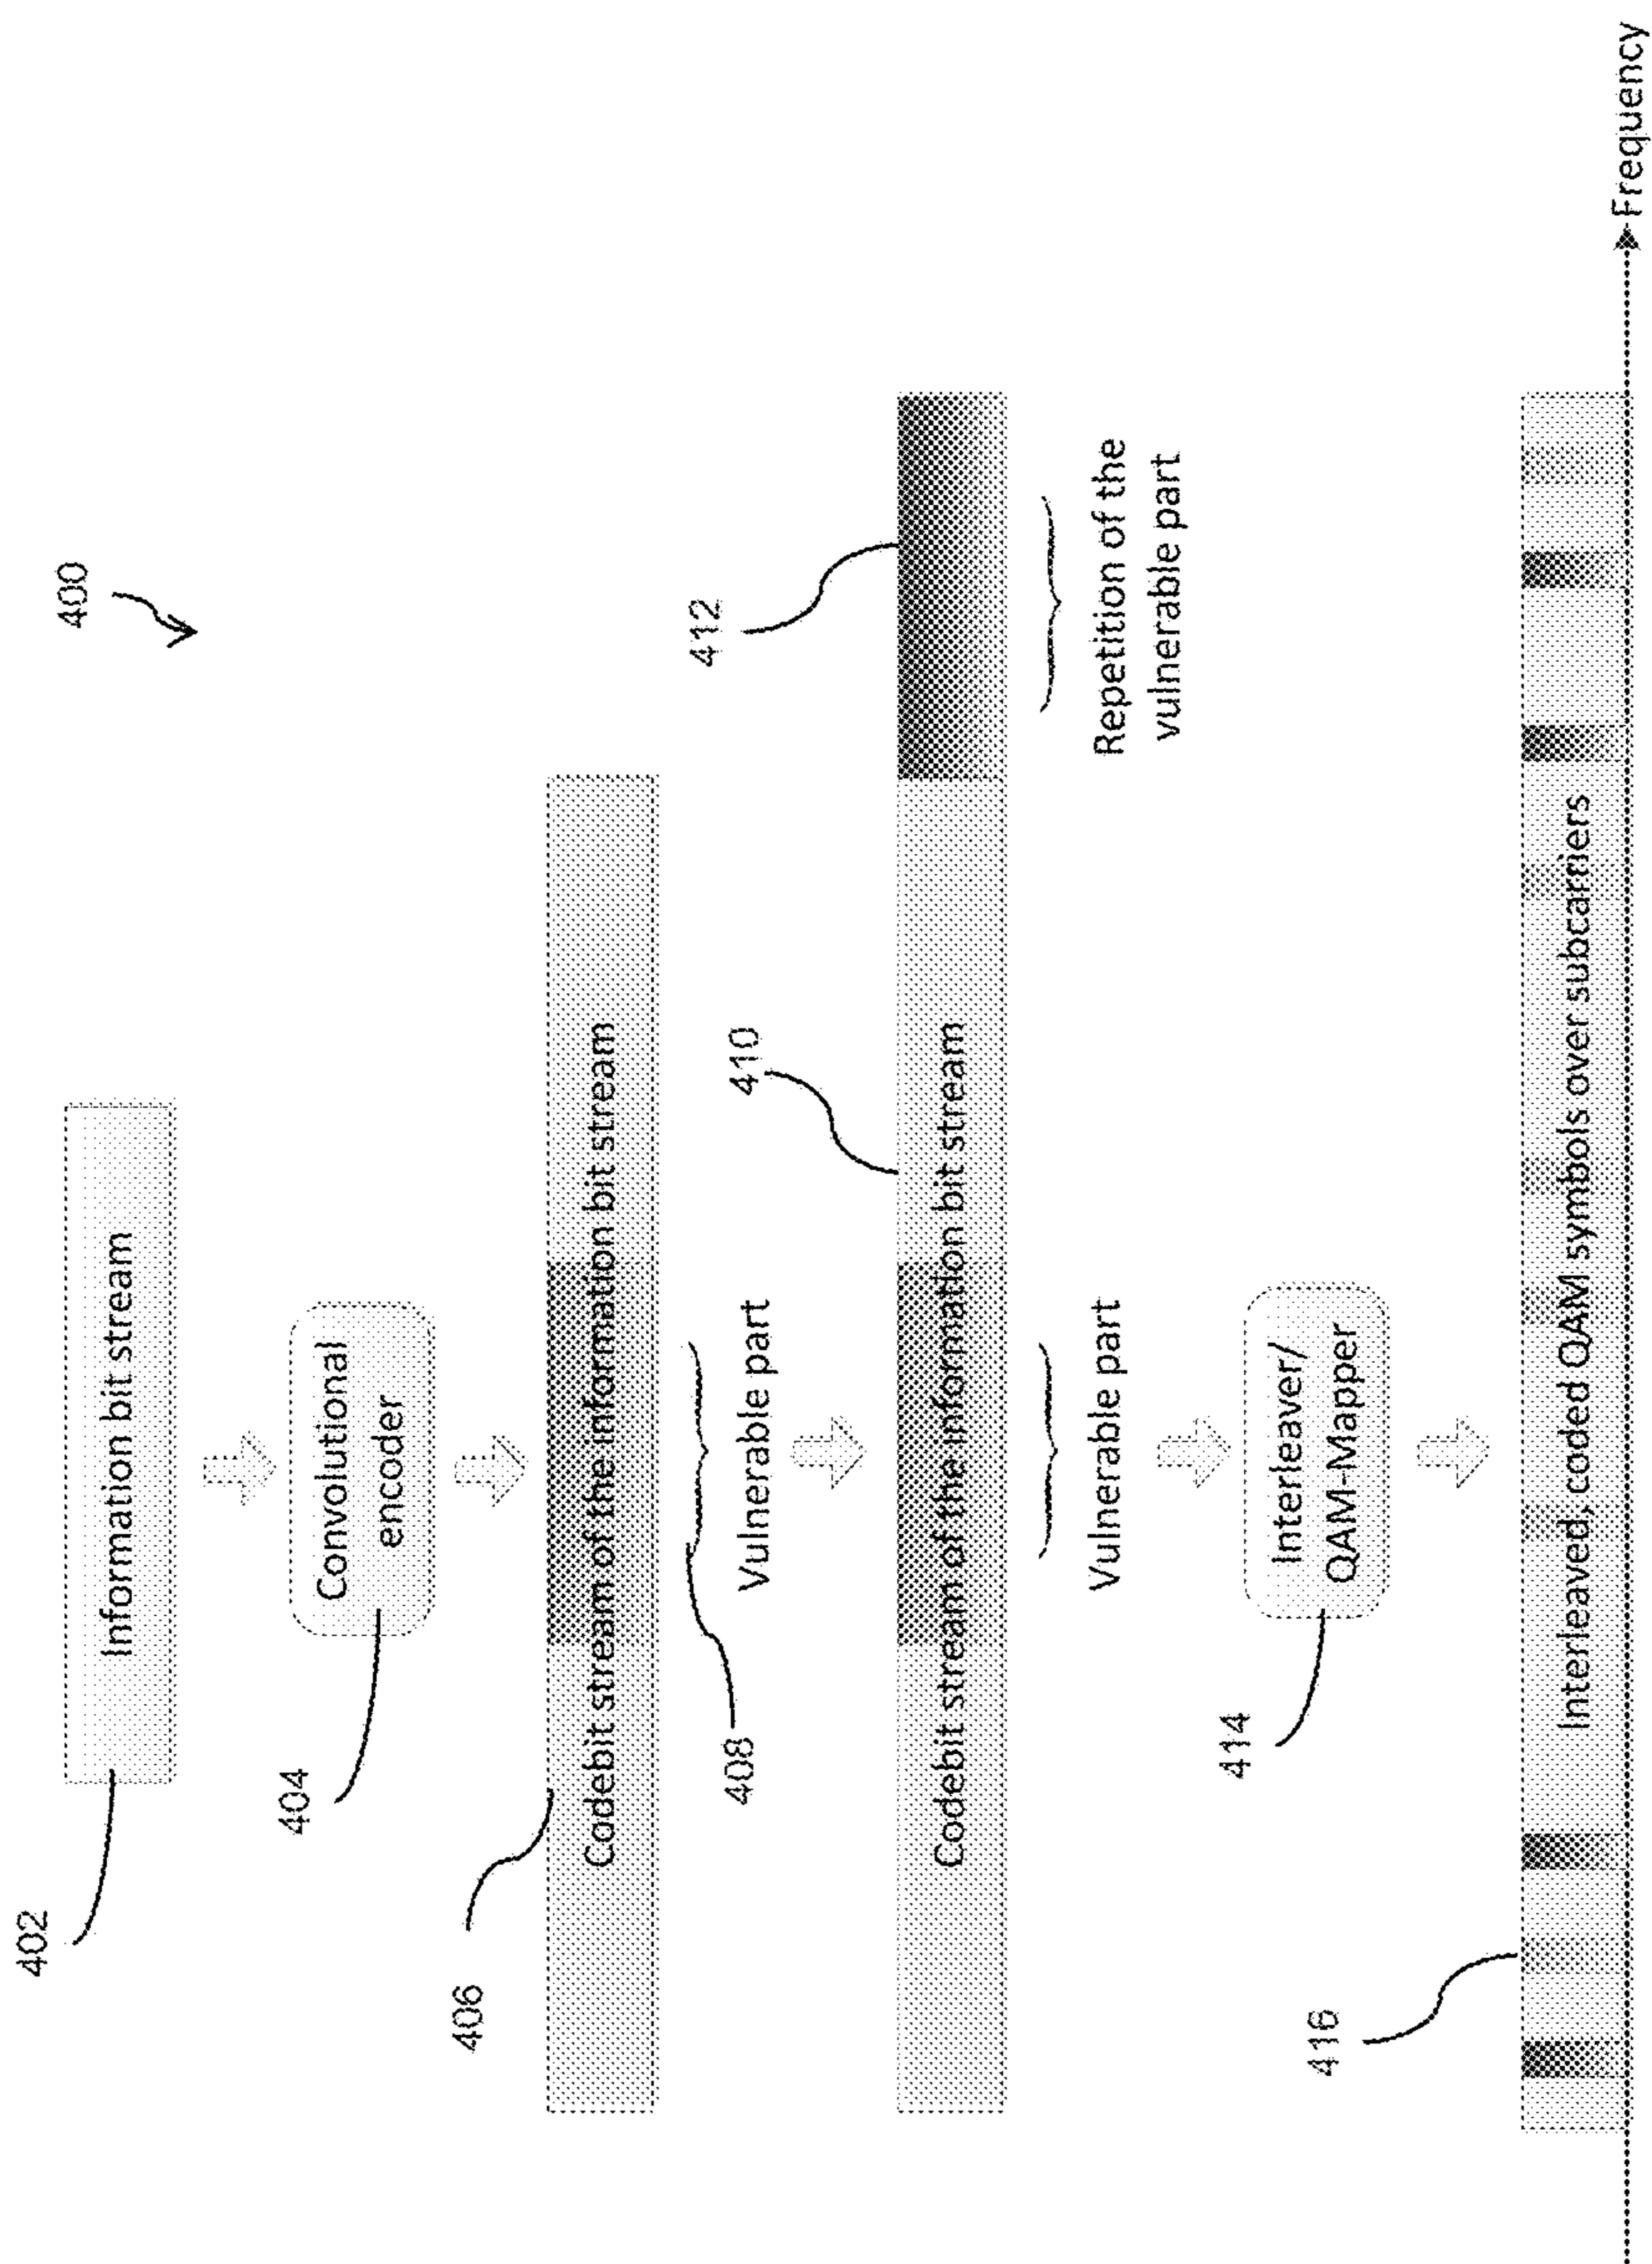 400
402
Information bit stream
404
Convolutional
encoder
406
Codebit stream of the information bit stream
408
Vulnerable part
410
412
Codebit stream of the information bit stream
Vulnerable part
Repetition of the
vulnerable part
414
Interleaver/
QAM-Mapper
416
Interleaved, coded QAM symbols over subcarriers
Frequency